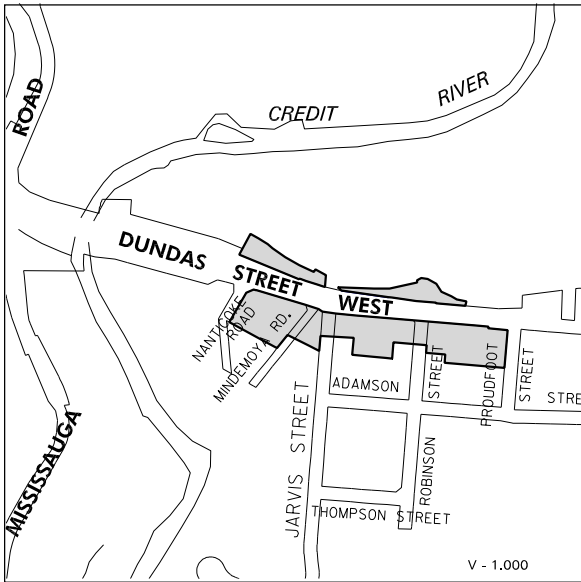 ROAD
CREDIT
RIVER
DUNDAS STREET WEST
NANTICOKE
ROAD
MINDEMOYA RD.
ADAMSON
STREET
PROUDFOOT
STREET
STRE
MISSISSAUGA
JARVIS STREET
ROBINSON
THOMPSON STREET
V - 1.000